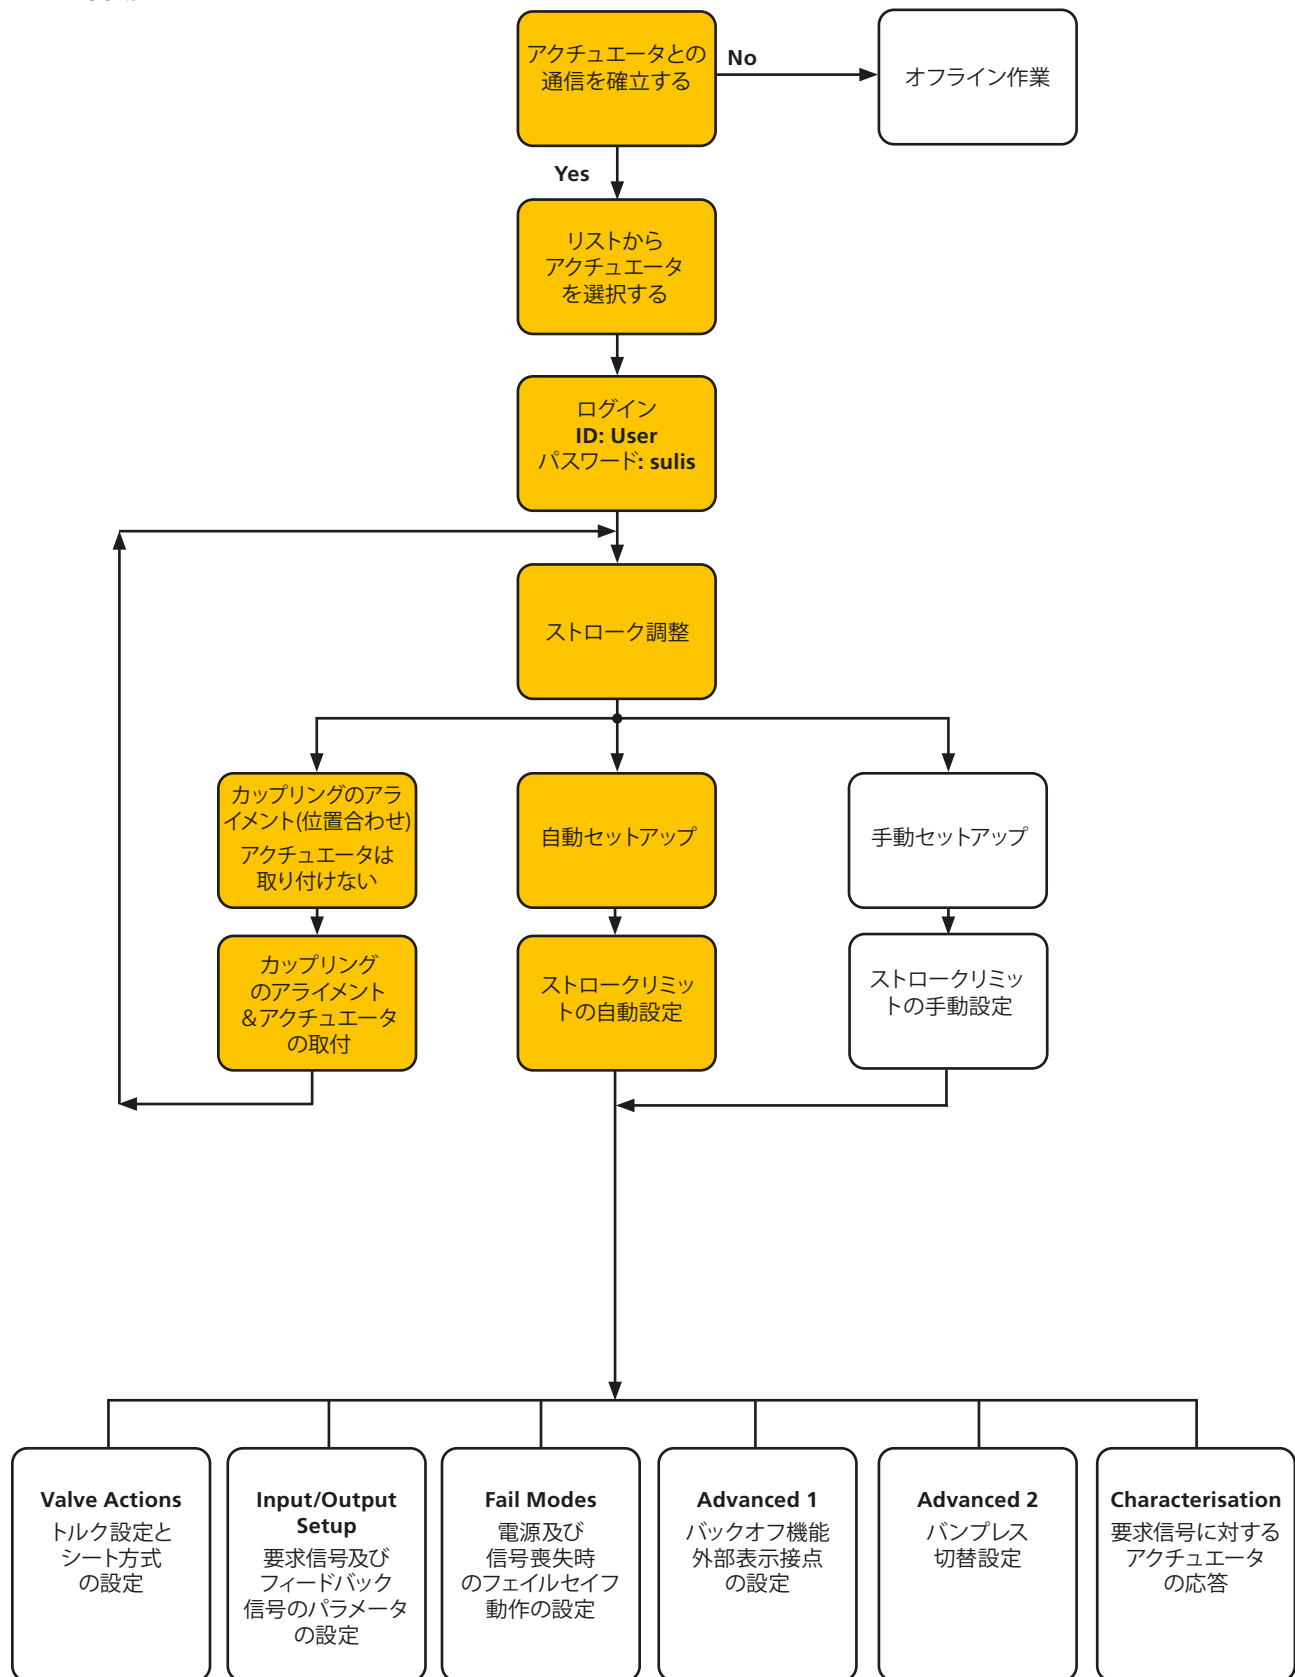 アクチュエータとの
通信を確立する
No
オフライン作業
Yes
リストから
アクチュエータ
を選択する
ログイン
ID: User
パスワード: sulis
ストローク調整
カップリングのアラ
イメント(位置合わせ)
アクチュエータは
取り付けない
自動セットアップ
手動セットアップ
カップリング
のアライメント
&アクチュエータ
の取付
ストロークリミッ
トの自動設定
ストロークリミッ
トの手動設定
Valve Actions
トルク設定と
シート方式
の設定
Input/Output
Setup
要求信号及び
フィードバック
信号のパラメータ
の設定
Fail Modes
電源及び
信号喪失時
のフェイルセイフ
動作の設定
Advanced 1
バックオフ機能
外部表示接点
の設定
Advanced 2
バンプレス
切替設定
Characterisation
要求信号に対する
アクチュエータ
の応答